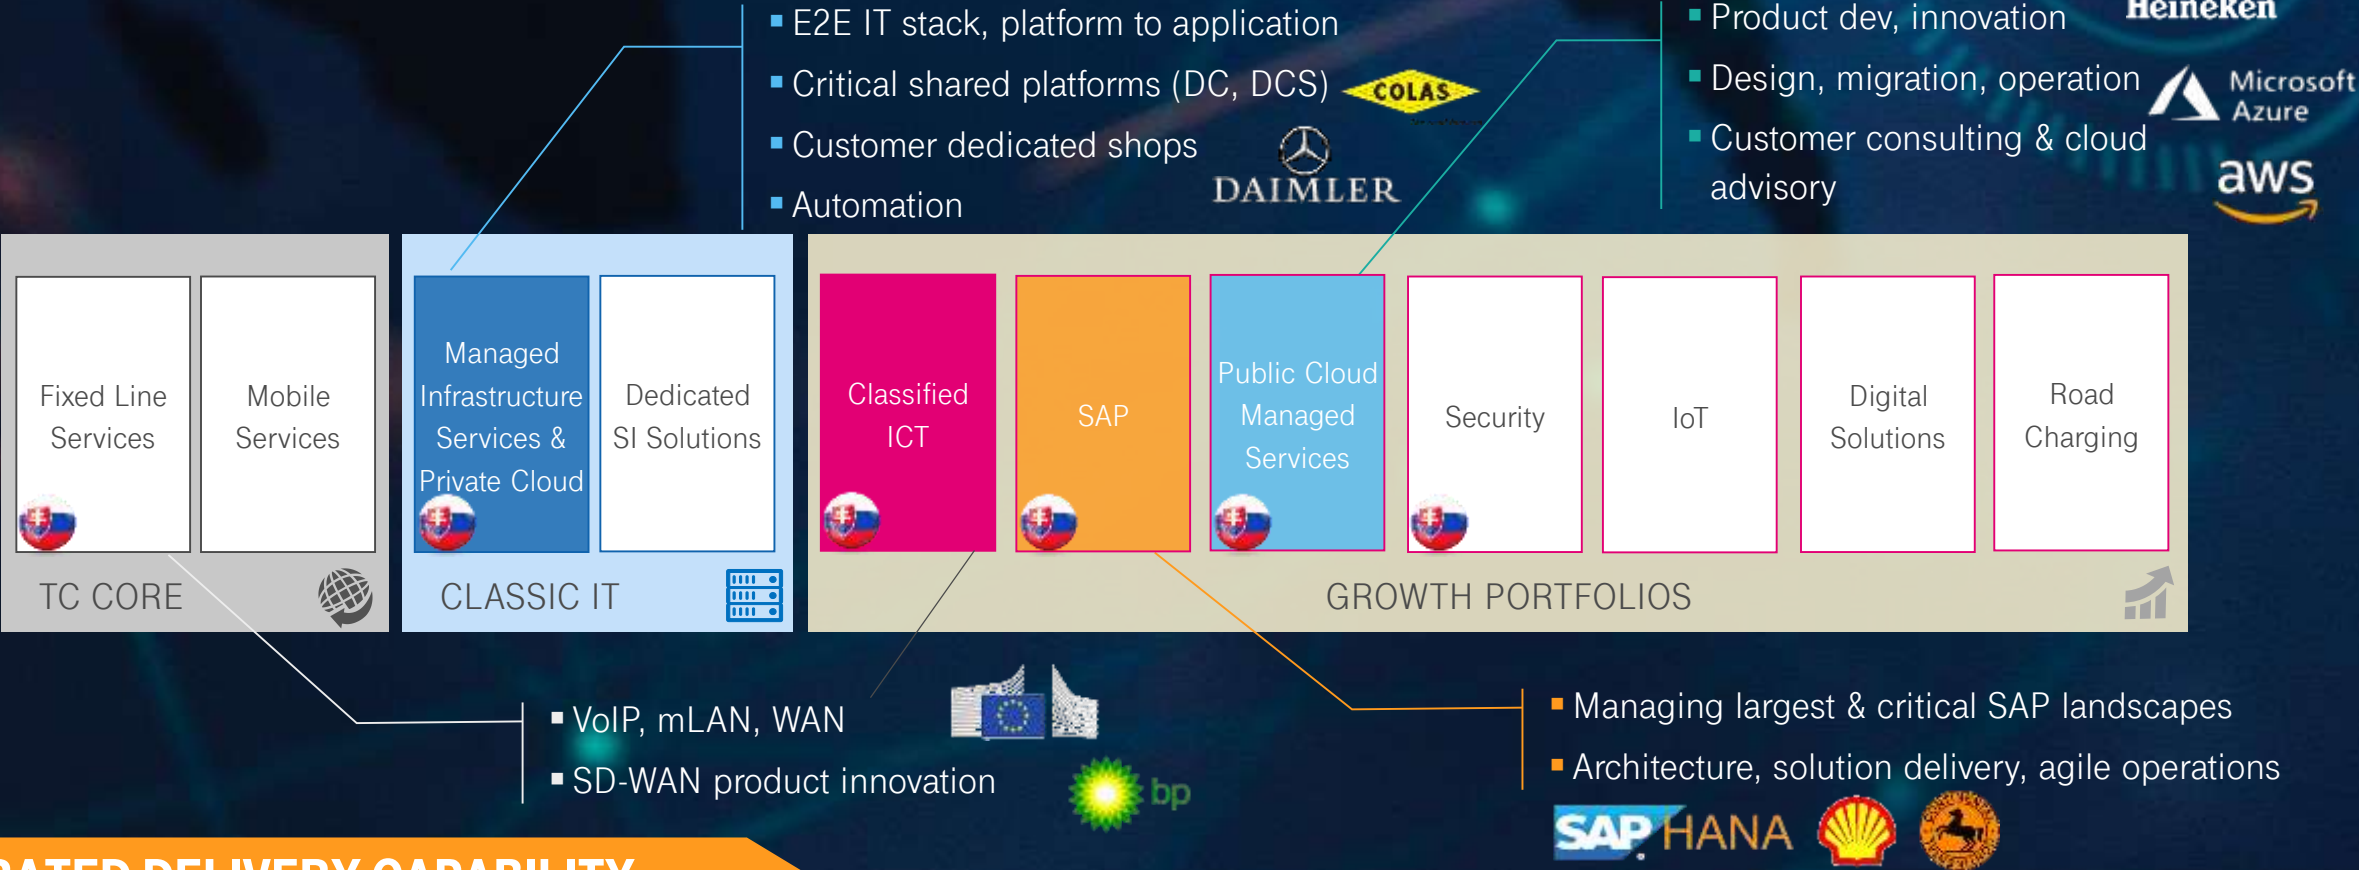 E2E IT stack, platform to application
Critical shared platforms (DC, DCS)
COLAS
Customer dedicated shops
DAIMLER
Automation
Product dev, innovation
Heineken
Design, migration, operation
Microsoft
Azure
Customer consulting & cloud
advisory
aws
Fixed Line
Services
Mobile
Services
TC CORE
Managed
Infrastructure
Services &
Private Cloud
Dedicated
SI Solutions
CLASSIC IT
Classified
ICT
SAP
Public Cloud
Managed
Services
Security
IoT
Digital
Solutions
Road
Charging
GROWTH PORTFOLIOS
VoIP, mLAN, WAN
SD-WAN product innovation
bp
Managing largest & critical SAP landscapes
Architecture, solution delivery, agile operations
SAP HANA
DELIVERY CAPABILITY